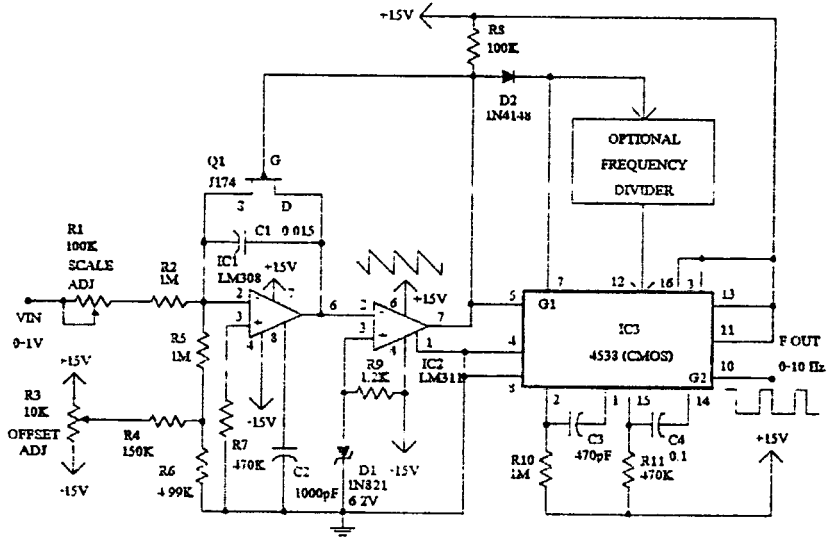 +15V
R8
100K
D2
1N4148
OPTIONAL
FREQUENCY
DIVIDER
Q1
J174
G
S
D
C1 0.015
R1
100K
SCALE
ADJ
R2
1M
IC1
LM308
+15V
7
2
3
4
8
6
-15V
VIN
0-1V
R5
1M
+15V
R3
10K
OFFSET
ADJ
-15V
R4
150K
R6
4.99K
R7
470K
C2
1000pF
2
3
6
+15V
7
4
1
IC2
LM311
R9
1.2K
-15V
D1
1N821
6.2V
7
12
16
3
5
G1
13
IC3
11
4
4538 (CMOS)
10
G2
2
1
15
14
F OUT
0-10 Hz
C3
470pF
C4
0.1
R10
1M
R11
470K
+15V